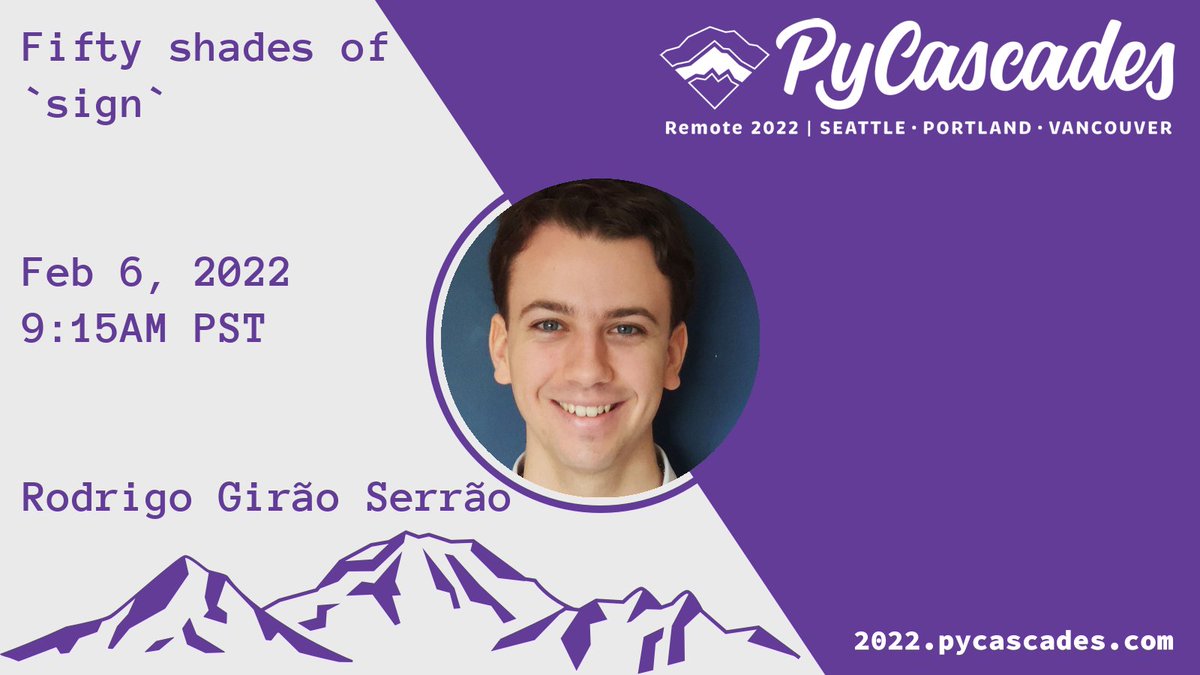 Fifty shades of
`sign`
PyCascades
Remote 2022 | SEATTLE · PORTLAND · VANCOUVER
Feb 6, 2022
9:15AM PST
Rodrigo Girão Serrão
2022.pycascades.com